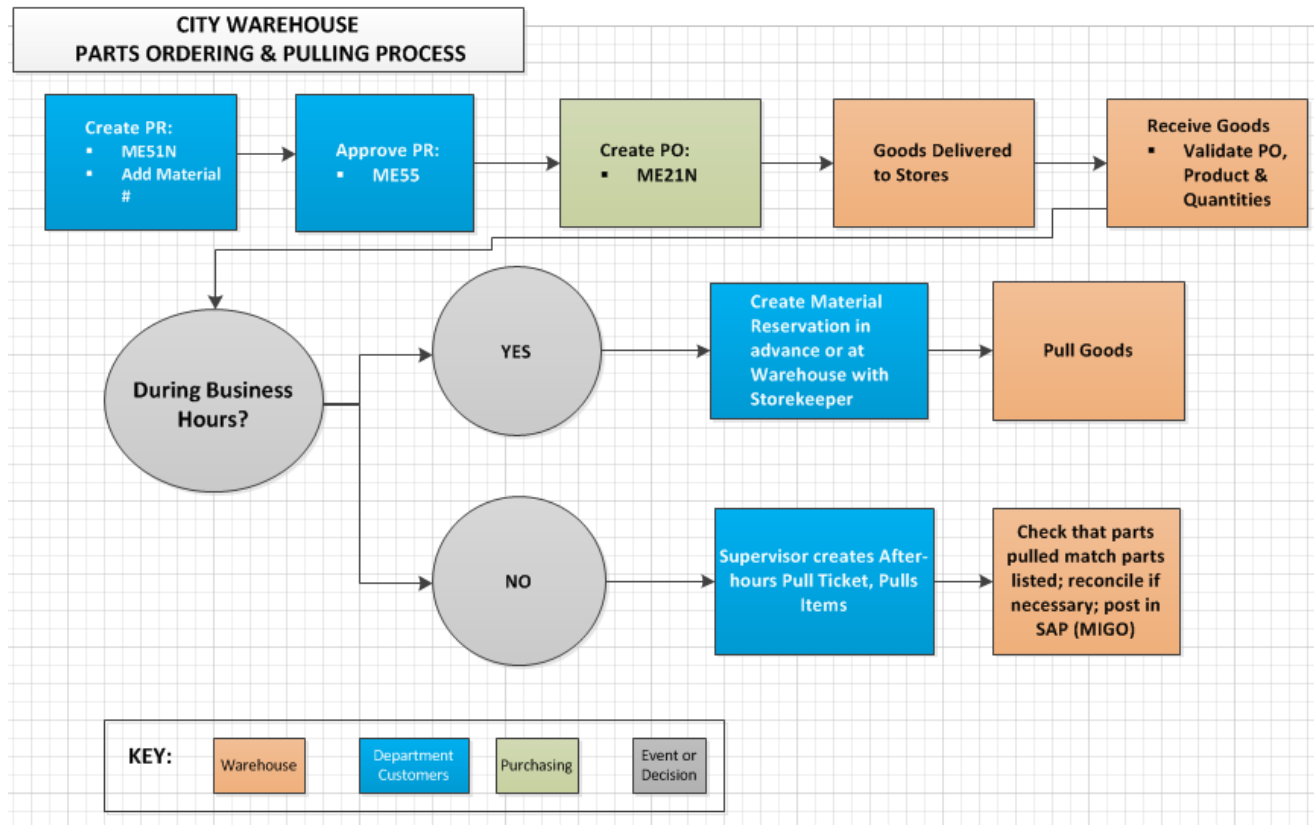 CITY WAREHOUSE
PARTS ORDERING & PULLING PROCESS
Create PR:
▪ ME51N
▪ Add Material
#
Approve PR:
▪ ME55
Create PO:
▪ ME21N
Goods Delivered
to Stores
Receive Goods
▪ Validate PO,
Product &
Quantities
During Business
Hours?
YES
Create Material
Reservation in
advance or at
Warehouse with
Storekeeper
Pull Goods
NO
Supervisor creates After-
hours Pull Ticket, Pulls
Items
Check that parts
pulled match parts
listed; reconcile if
necessary; post in
SAP (MIGO)
KEY:
Warehouse
Department
Customers
Purchasing
Event or
Decision